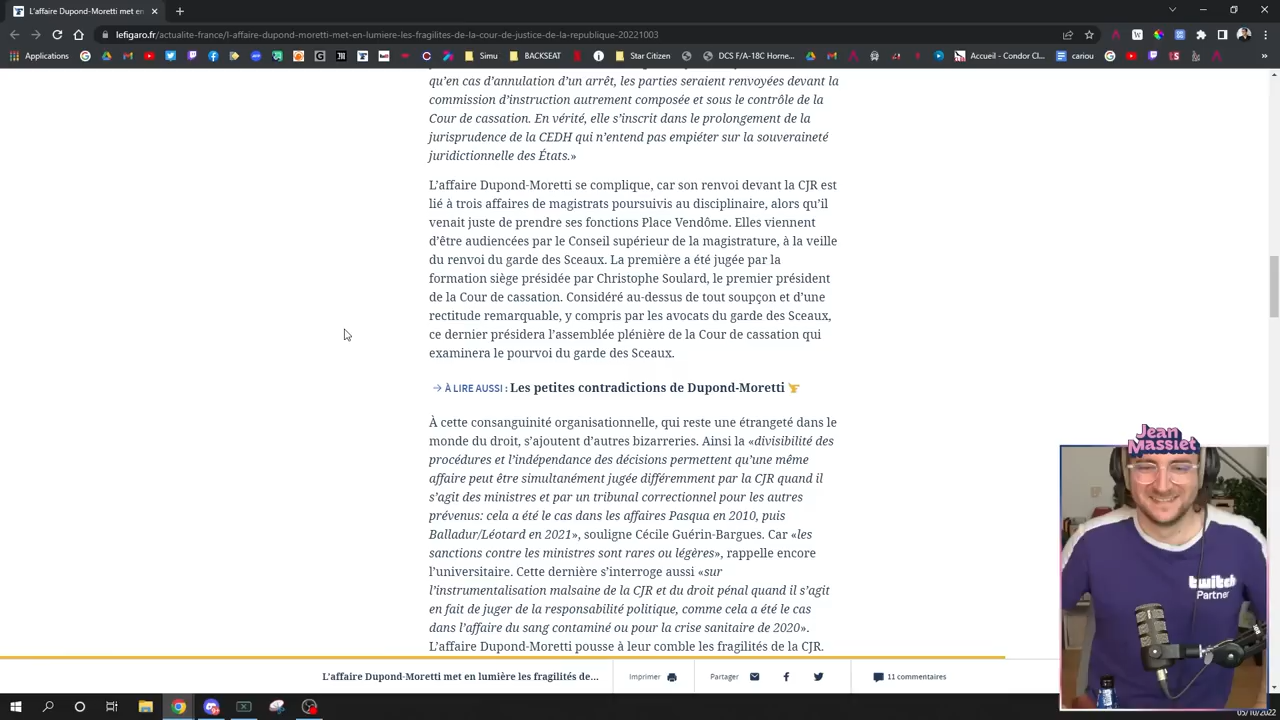 L'affaire Dupond-Moretti met en
lefigaro.fr/actualite-france/l-affaire-dupond-moretti-met-en-lumiere-les-fragilites-de-la-cour-de-justice-de-la-republique-20221003
Applications
Simu
BACKSEAT
Star Citizen
DCS F/A-18C Horne...
Accueil - Condor Cl...
cariou
qu'en cas d'annulation d'un arrêt, les parties seraient renvoyées devant la
commission d'instruction autrement composée et sous le contrôle de la
Cour de cassation. En vérité, elle s'inscrit dans le prolongement de la
jurisprudence de la CEDH qui n'entend pas empiéter sur la souveraineté
juridictionnelle des États.»
L'affaire Dupond-Moretti se complique, car son renvoi devant la CJR est
lié à trois affaires de magistrats poursuivis au disciplinaire, alors qu'il
venait juste de prendre ses fonctions Place Vendôme. Elles viennent
d'être audiencées par le Conseil supérieur de la magistrature, à la veille
du renvoi du garde des Sceaux. La première a été jugée par la
formation siège présidée par Christophe Soulard, le premier président
de la Cour de cassation. Considéré au-dessus de tout soupçon et d'une
rectitude remarquable, y compris par les avocats du garde des Sceaux,
ce dernier présidera l'assemblée plénière de la Cour de cassation qui
examinera le pourvoi du garde des Sceaux.
À LIRE AUSSI : Les petites contradictions de Dupond-Moretti
À cette consanguinité organisationnelle, qui reste une étrangeté dans le
monde du droit, s'ajoutent d'autres bizarreries. Ainsi la «divisibilité des
procédures et l'indépendance des décisions permettent qu'une même
affaire peut être simultanément jugée différemment par la CJR quand il
s'agit des ministres et par un tribunal correctionnel pour les autres
prévenus: cela a été le cas dans les affaires Pasqua en 2010, puis
Balladur/Léotard en 2021», souligne Cécile Guérin-Bargues. Car «les
sanctions contre les ministres sont rares ou légères», rappelle encore
l'universitaire. Cette dernière s'interroge aussi «sur
l'instrumentalisation malsaine de la CJR et du droit pénal quand il s'agit
en fait de juger de la responsabilité politique, comme cela a été le cas
dans l'affaire du sang contaminé ou pour la crise sanitaire de 2020».
L'affaire Dupond-Moretti pousse à leur comble les fragilités de la CJR.
Jean
Massiet
twitch
Partner
L'affaire Dupond-Moretti met en lumière les fragilités de...
Imprimer
Partager
11 commentaires
05/10/2022